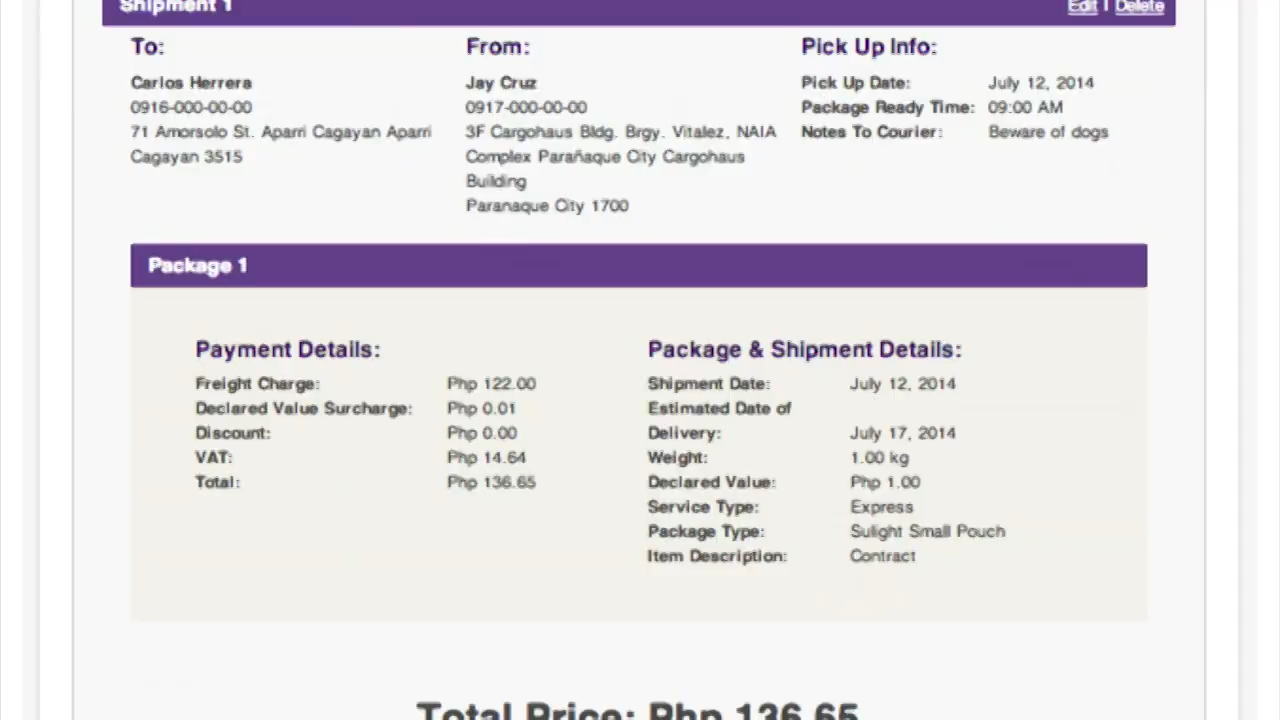 Shipment 1
Edit | Delete
To:
Carlos Herrera
0916-000-00-00
71 Amorsolo St. Aparri Cagayan Aparri
Cagayan 3515
From:
Jay Cruz
0917-000-00-00
3F Cargohaus Bldg. Brgy. Vitalez, NAIA
Complex Parañaque City Cargohaus
Building
Paranaque City 1700
Pick Up Info:
Pick Up Date: July 12, 2014
Package Ready Time: 09:00 AM
Notes To Courier: Beware of dogs
Package 1
Payment Details:
Freight Charge: Php 122.00
Declared Value Surcharge: Php 0.01
Discount: Php 0.00
VAT: Php 14.64
Total: Php 136.65
Package & Shipment Details:
Shipment Date: July 12, 2014
Estimated Date of
Delivery: July 17, 2014
Weight: 1.00 kg
Declared Value: Php 1.00
Service Type: Express
Package Type: Sulight Small Pouch
Item Description: Contract
Total Price: Php 136.65